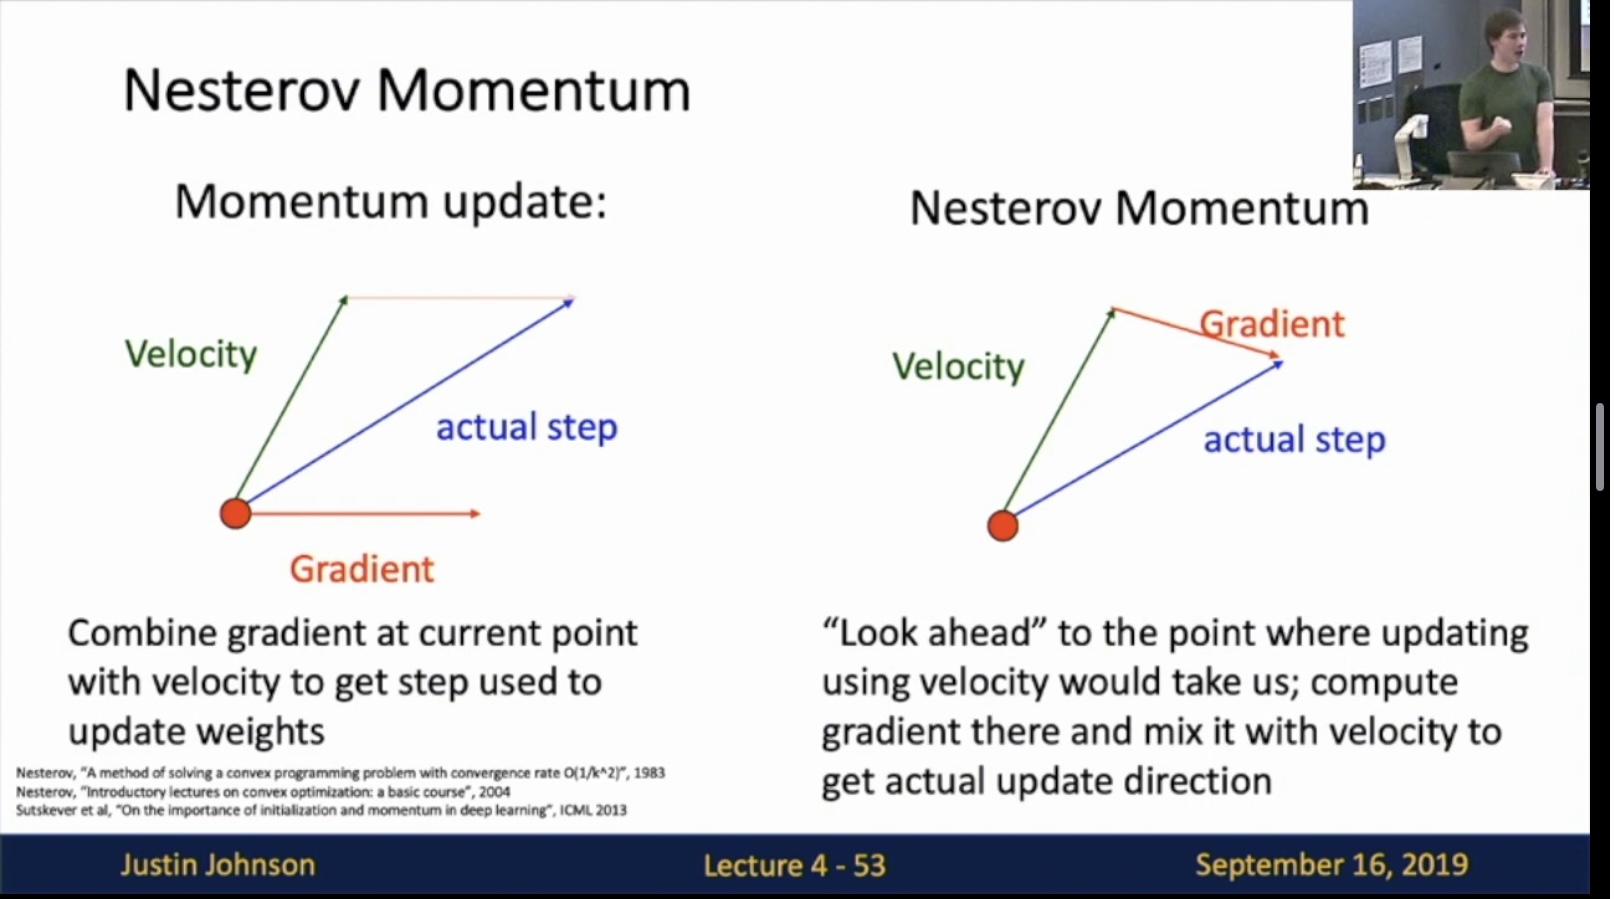 Nesterov Momentum
Momentum update:
Velocity
actual step
Gradient
Combine gradient at current point
with velocity to get step used to
update weights
Nesterov Momentum
Gradient
Velocity
actual step
“Look ahead” to the point where updating
using velocity would take us; compute
gradient there and mix it with velocity to
get actual update direction
Nesterov, “A method of solving a convex programming problem with convergence rate O(1/k^2)”, 1983
Nesterov, “Introductory lectures on convex optimization: a basic course”, 2004
Sutskever et al, “On the importance of initialization and momentum in deep learning”, ICML 2013
Justin Johnson
Lecture 4 - 53
September 16, 2019